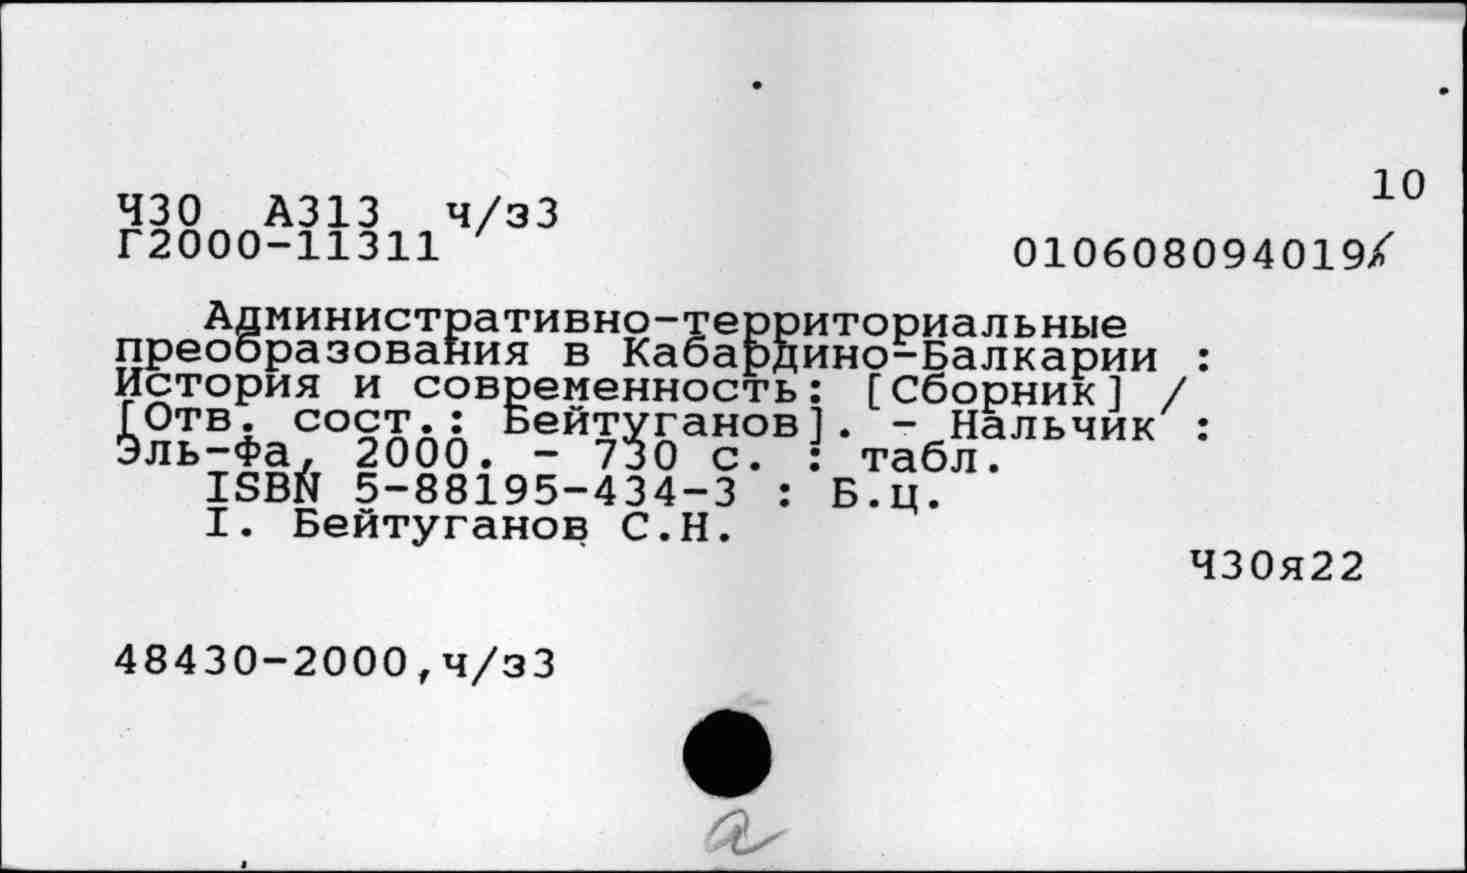 10
Ч30 А313 ч/з3
Г2000-11311
010608094019
Административно-территориальные
преобразования в Кабардино-Балкарии :
История и современность: [Сборник] /
[Отв. сост.: Бейтуганов]. - Нальчик :
Эль-Фа, 2000. - 730 с. : табл.
ISBN 5-88195-434-3 : Б.ц.
I. Бейтуганов С.Н.
Ч30я22
48430-2000,ч/з3